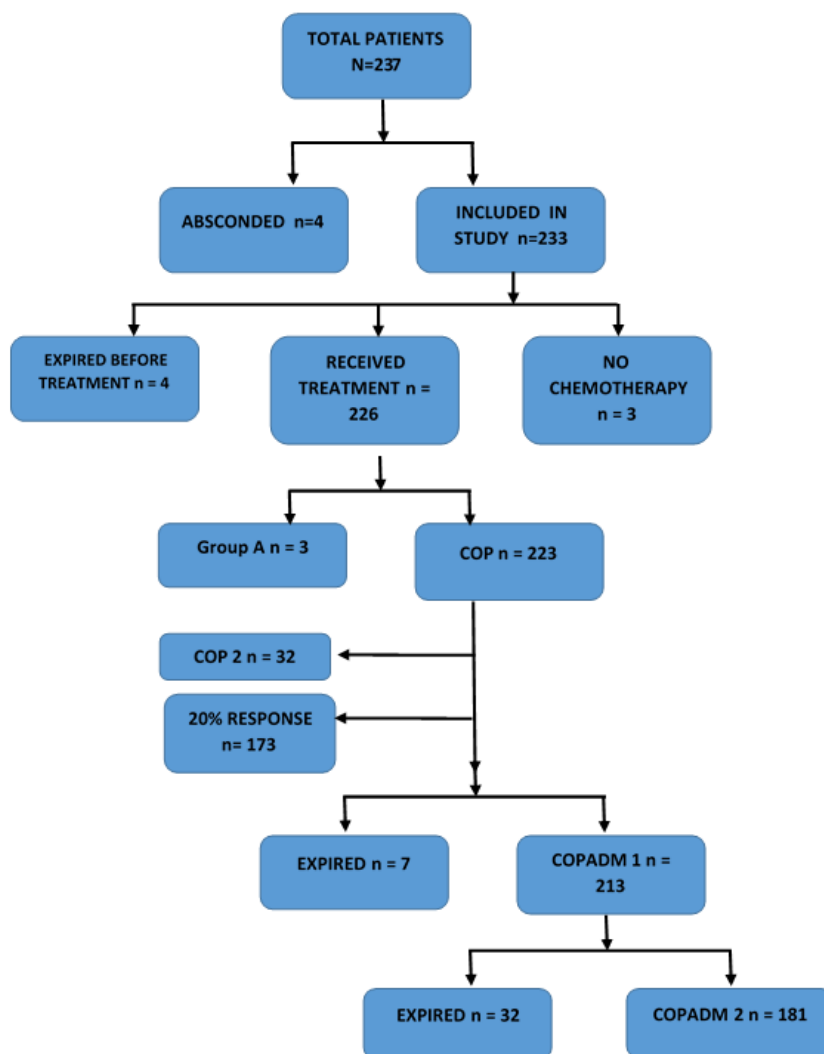 TOTAL PATIENTS
N=237
ABSCONDED n=4
INCLUDED IN
STUDY n=233
EXPIRED BEFORE
TREATMENT n = 4
RECEIVED
TREATMENT n =
226
NO
CHEMOTHERAPY
n = 3
Group A n = 3
COP n = 223
COP 2 n = 32
20% RESPONSE
n= 173
EXPIRED n = 7
COPADM 1 n =
213
EXPIRED n = 32
COPADM 2 n = 181